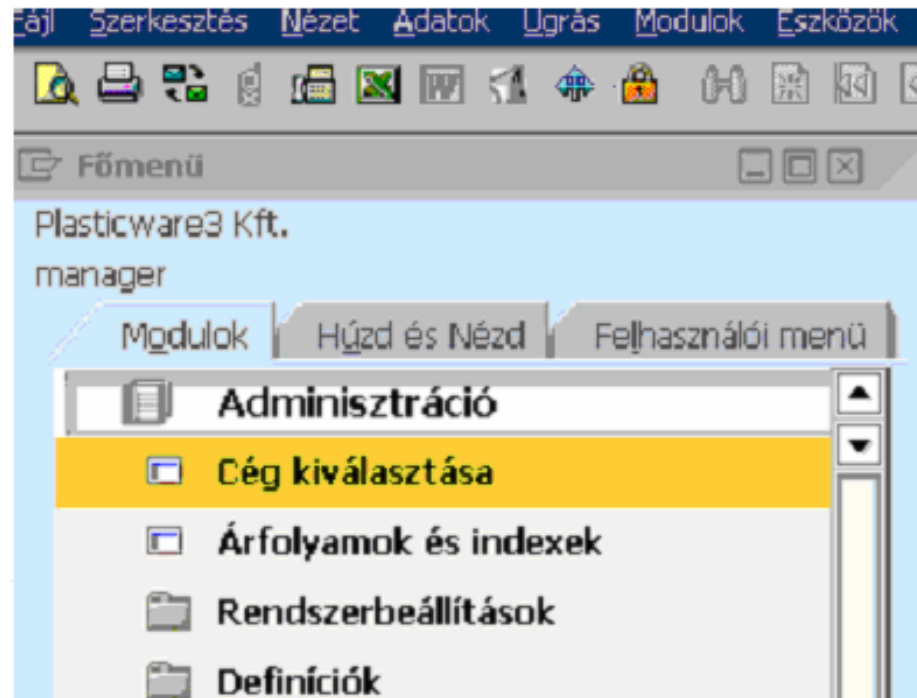 Fájl Szerkesztés Nézet Adatok Ugrás Modulok Eszközök
Főmenü
Plasticware3 Kft.
manager
Modulok Húzd és Nézd Felhasználói menü
Adminisztráció
Cég kiválasztása
Árfolyamok és indexek
Rendszerbeállítások
Definíciók